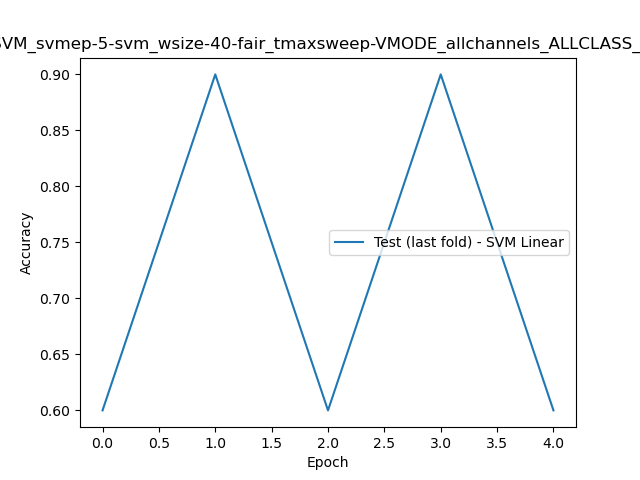 SVM_svmep-5-svm_wsize-40-fair_tmaxsweep-VMODE_allchannels_ALLCLASS_
0.90
0.85
0.80
0.75
0.70
0.65
0.60
Accuracy
Test (last fold) - SVM Linear
0.0 0.5 1.0 1.5 2.0 2.5 3.0 3.5 4.0
Epoch